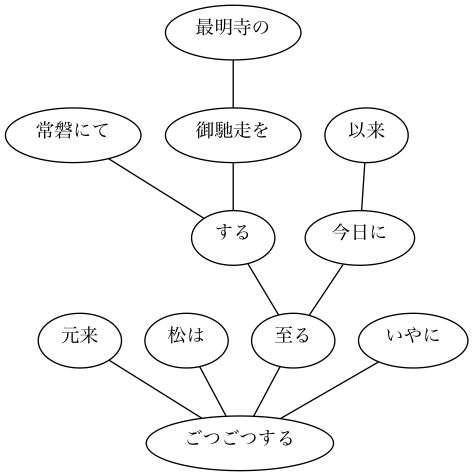 最明寺の
常磐にて
御馳走を
以来
する
今日に
元来
松は
至る
いやに
ごつごつする